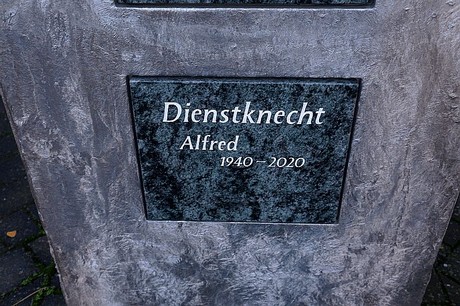 Dienstknecht
Alfred
1940 – 2020